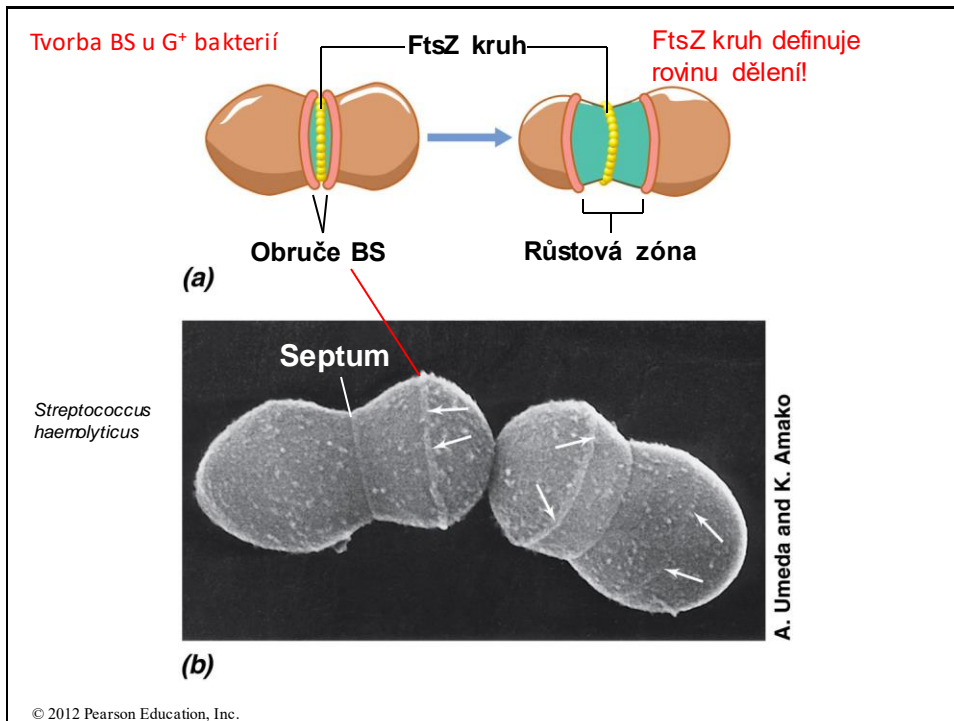 Tvorba BS u G⁺ bakterií
FtsZ kruh
FtsZ kruh definuje
rovinu dělení!
Obruče BS
Růstová zóna
(a)
Septum
Streptococcus
haemolyticus
A. Umeda and K. Amako
(b)
© 2012 Pearson Education, Inc.